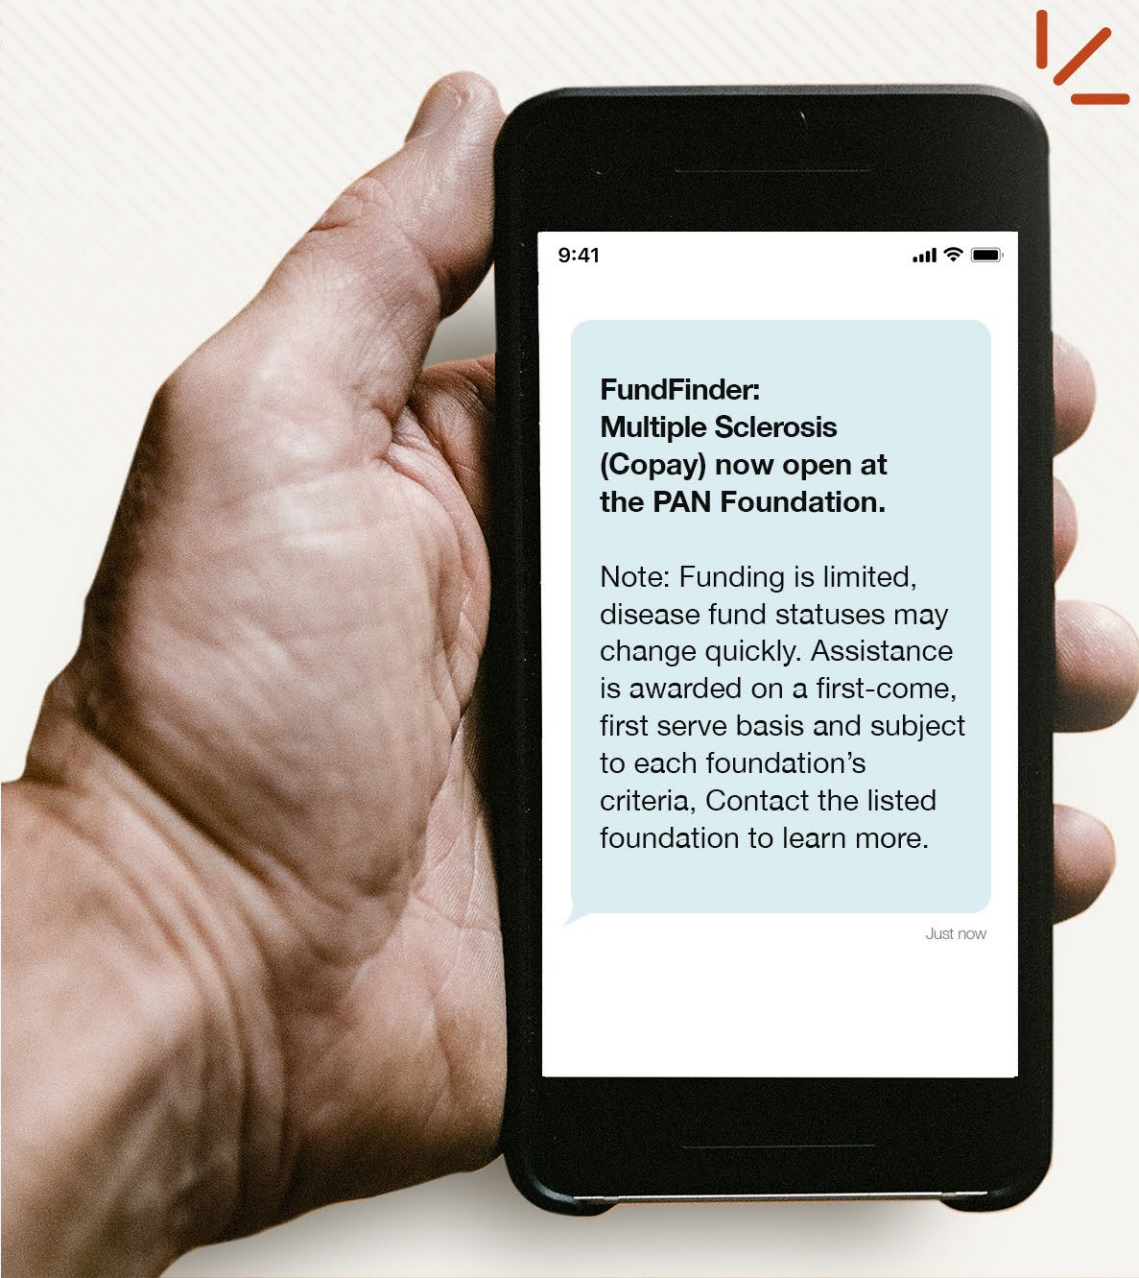 9:41
FundFinder:
Multiple Sclerosis
(Copay) now open at
the PAN Foundation.
Note: Funding is limited,
disease fund statuses may
change quickly. Assistance
is awarded on a first-come,
first serve basis and subject
to each foundation’s
criteria, Contact the listed
foundation to learn more.
Just now